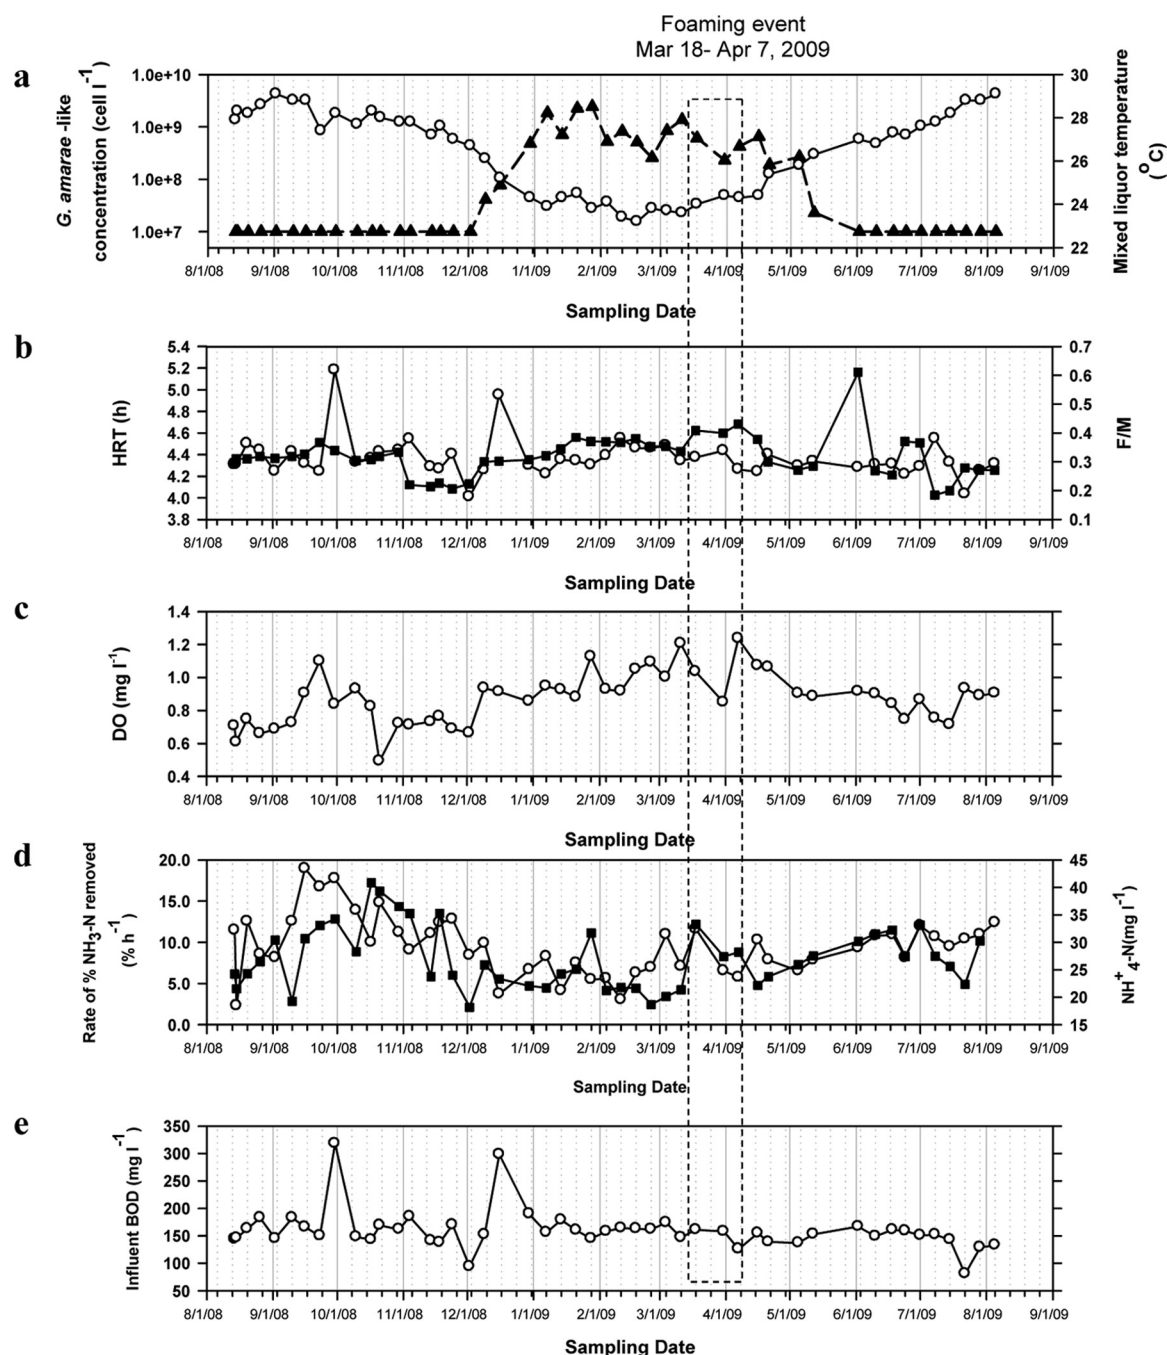 Foaming event
Mar 18- Apr 7, 2009
a
G. amarae -like
concentration (cell l-1)
1.0e+10
1.0e+9
1.0e+8
1.0e+7
30
28
26
24
22
Mixed liquor temperature
(oC)
8/1/08 9/1/08 10/1/08 11/1/08 12/1/08 1/1/09 2/1/09 3/1/09 4/1/09 5/1/09 6/1/09 7/1/09 8/1/09 9/1/09
Sampling Date
b
HRT (h)
5.4
5.2
5.0
4.8
4.6
4.4
4.2
4.0
3.8
0.7
0.6
0.5
0.4
0.3
0.2
0.1
F/M
8/1/08 9/1/08 10/1/08 11/1/08 12/1/08 1/1/09 2/1/09 3/1/09 4/1/09 5/1/09 6/1/09 7/1/09 8/1/09 9/1/09
Sampling Date
c
DO (mg l-1)
1.4
1.2
1.0
0.8
0.6
0.4
8/1/08 9/1/08 10/1/08 11/1/08 12/1/08 1/1/09 2/1/09 3/1/09 4/1/09 5/1/09 6/1/09 7/1/09 8/1/09 9/1/09
Sampling Date
d
Rate of % NH3-N removed
(% h-1)
20.0
15.0
10.0
5.0
0.0
45
40
35
30
25
20
15
NH+4-N(mg l-1)
8/1/08 9/1/08 10/1/08 11/1/08 12/1/08 1/1/09 2/1/09 3/1/09 4/1/09 5/1/09 6/1/09 7/1/09 8/1/09 9/1/09
Sampling Date
e
Influent BOD (mg l-1)
350
300
250
200
150
100
50
8/1/08 9/1/08 10/1/08 11/1/08 12/1/08 1/1/09 2/1/09 3/1/09 4/1/09 5/1/09 6/1/09 7/1/09 8/1/09 9/1/09
Sampling Date